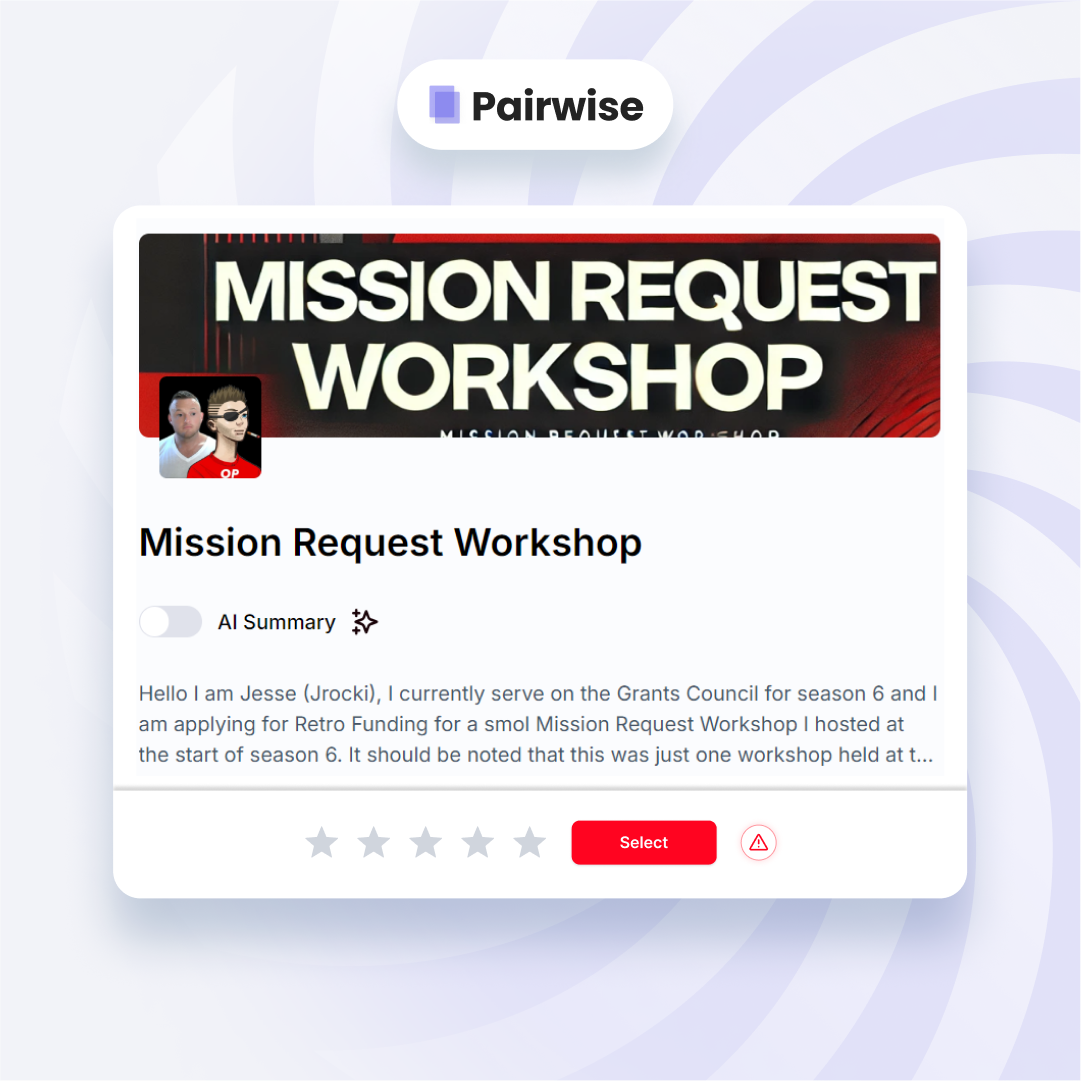 Pairwise
MISSION REQUEST
WORKSHOP
MISSION REQUEST WORKSHOP
OP
Mission Request Workshop
AI Summary
Hello I am Jesse (Jrocki), I currently serve on the Grants Council for season 6 and I
am applying for Retro Funding for a smol Mission Request Workshop I hosted at
the start of season 6. It should be noted that this was just one workshop held at t...
Select